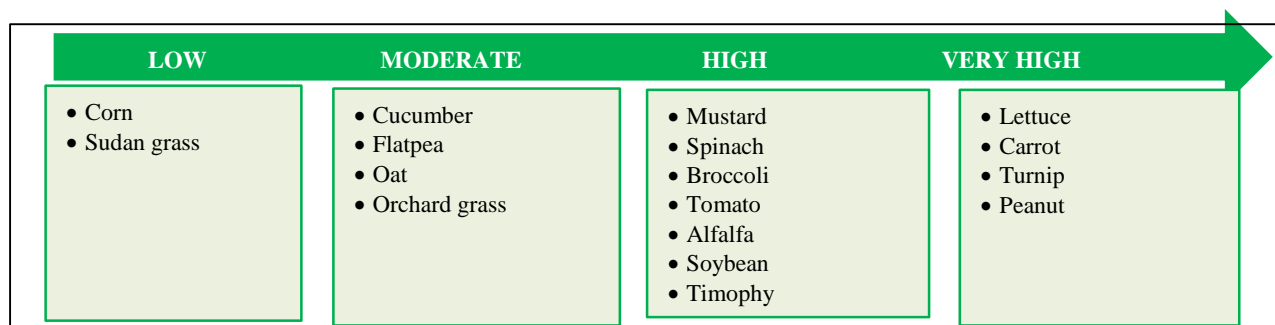 LOW MODERATE HIGH VERY HIGH
• Corn
• Sudan grass
• Cucumber
• Flatpea
• Oat
• Orchard grass
• Mustard
• Spinach
• Broccoli
• Tomato
• Alfalfa
• Soybean
• Timophy
• Lettuce
• Carrot
• Turnip
• Peanut